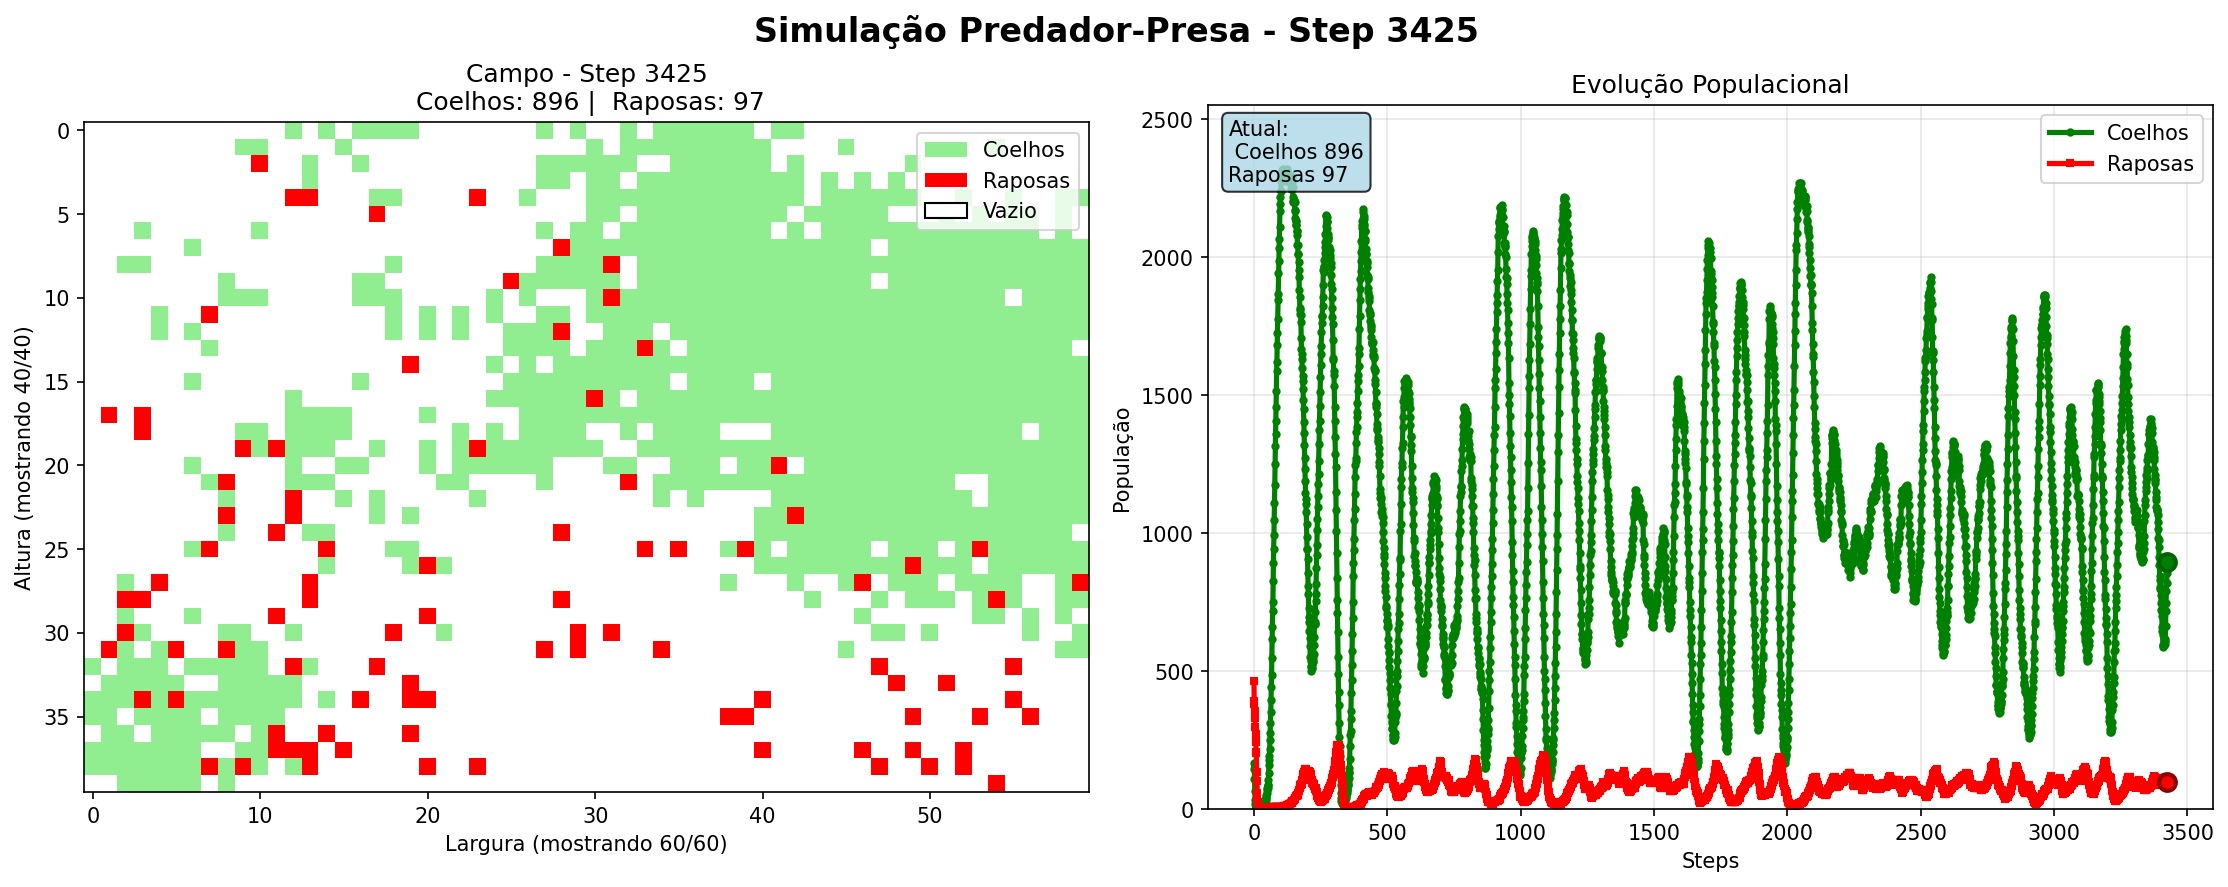 Simulação Predador-Presa - Step 3425
Campo - Step 3425
Coelhos: 896 |  Raposas: 97
Coelhos
Raposas
Vazio
0
5
10
15
20
25
30
35
Altura (mostrando 40/40)
0
10
20
30
40
50
Largura (mostrando 60/60)
Evolução Populacional
Atual:
Coelhos 896
Raposas 97
Coelhos
Raposas
2500
2000
1500
1000
500
0
População
0
500
1000
1500
2000
2500
3000
3500
Steps